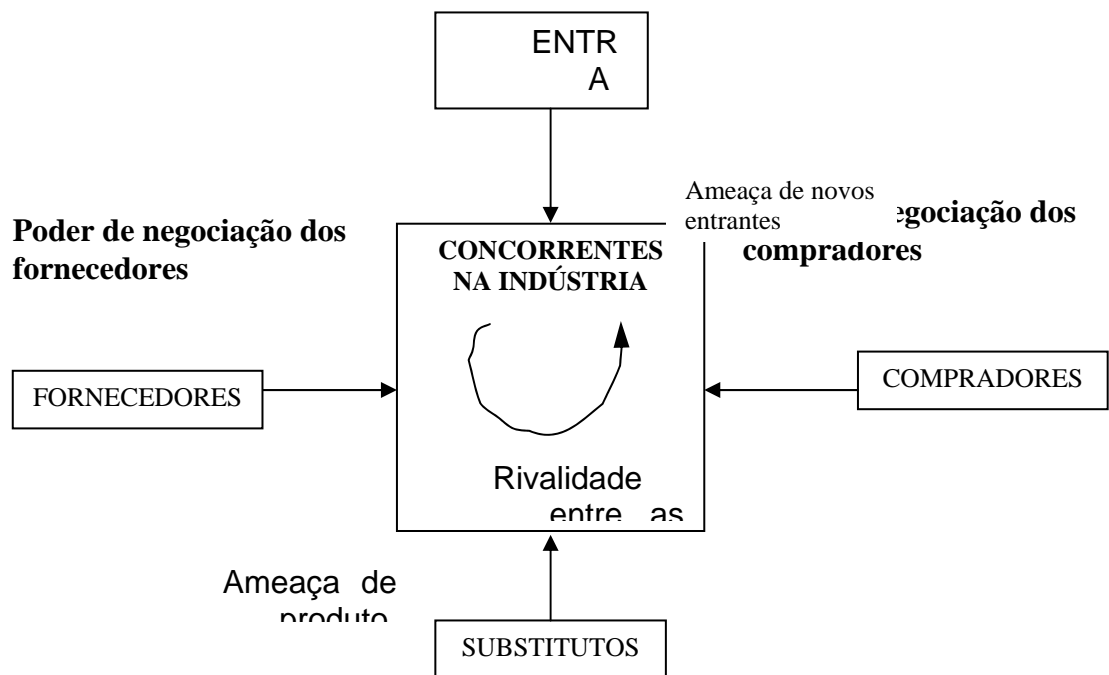 ENTR
A
Ameaça de novos
entrantes
Poder de negociação dos
fornecedores
egociação dos
compradores
CONCORRENTES
NA INDÚSTRIA
FORNECEDORES
COMPRADORES
Rivalidade
entre as
Ameaça de
produto
SUBSTITUTOS